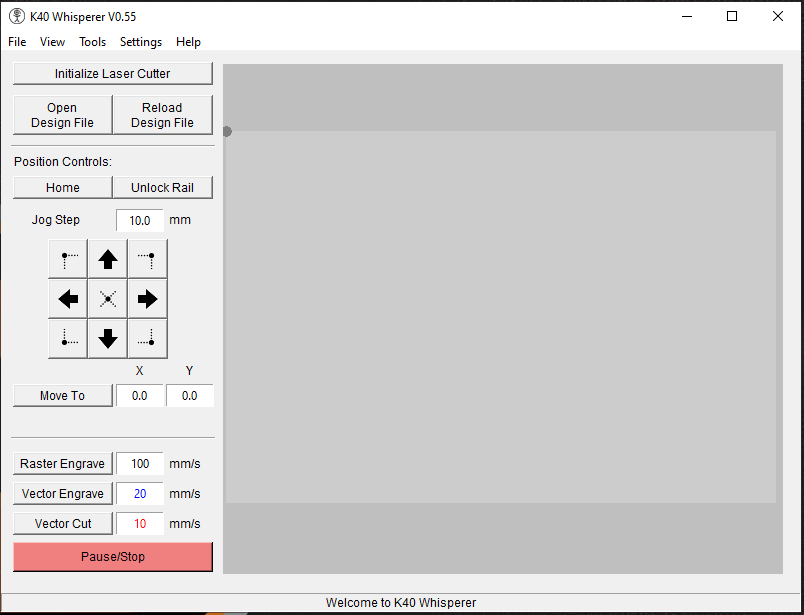 K40 Whisperer V0.55
File View Tools Settings Help
Initialize Laser Cutter
Open
Design File
Reload
Design File
Position Controls:
Home
Unlock Rail
Jog Step 10.0 mm
X Y
Move To 0.0 0.0
Raster Engrave 100 mm/s
Vector Engrave 20 mm/s
Vector Cut 10 mm/s
Pause/Stop
Welcome to K40 Whisperer